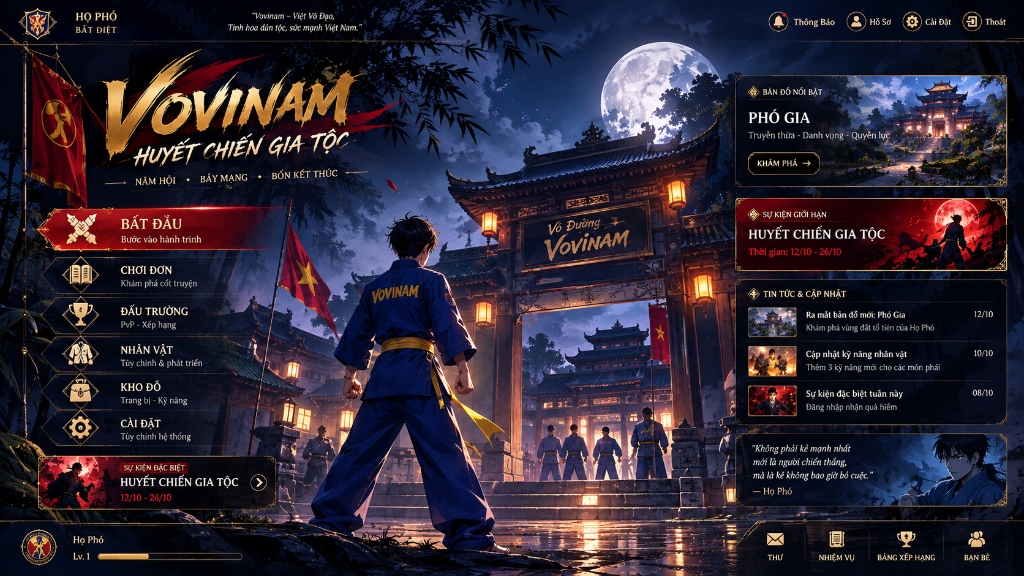 HỌ PHÓ
BẤT DIỆT
"Vovinam – Việt Võ Đạo,
Tinh hoa dân tộc, sức mạnh Việt Nam."
Thông Báo
Hồ Sơ
Cài Đặt
Thoát
VOVINAM
HUYẾT CHIẾN GIA TỘC
NĂM HỘI • BẢY MẠNG • BỐN KẾT THÚC
BẮT ĐẦU
Bước vào hành trình
CHƠI ĐƠN
Khám phá cốt truyện
ĐẤU TRƯỜNG
PvP - Xếp hạng
NHÂN VẬT
Tùy chỉnh & phát triển
KHO ĐỒ
Trang bị - Kỹ năng
CÀI ĐẶT
Tùy chỉnh hệ thống
SỰ KIỆN ĐẶC BIỆT
HUYẾT CHIẾN GIA TỘC
12/10 - 26/10
Họ Phó
Lv. 1
Võ Đường
VOVINAM
VOVINAM
BẢN ĐỒ NỔI BẬT
PHÓ GIA
Truyền thừa - Danh vọng - Quyền lực
KHÁM PHÁ →
SỰ KIỆN GIỚI HẠN
HUYẾT CHIẾN GIA TỘC
Thời gian: 12/10 - 26/10
TIN TỨC & CẬP NHẬT
Ra mắt bản đồ mới: Phó Gia 12/10
Khám phá vùng đất tổ tiên của Họ Phó
Cập nhật kỹ năng nhân vật 10/10
Thêm 3 kỹ năng mới cho các môn phái
Sự kiện đặc biệt tuần này 08/10
Đăng nhập nhận quà hiếm
"Không phải kẻ mạnh nhất
mới là người chiến thắng,
mà là kẻ không bao giờ bỏ cuộc."
— Họ Phó
THƯ
NHIỆM VỤ
BẢNG XẾP HẠNG
BẠN BÈ